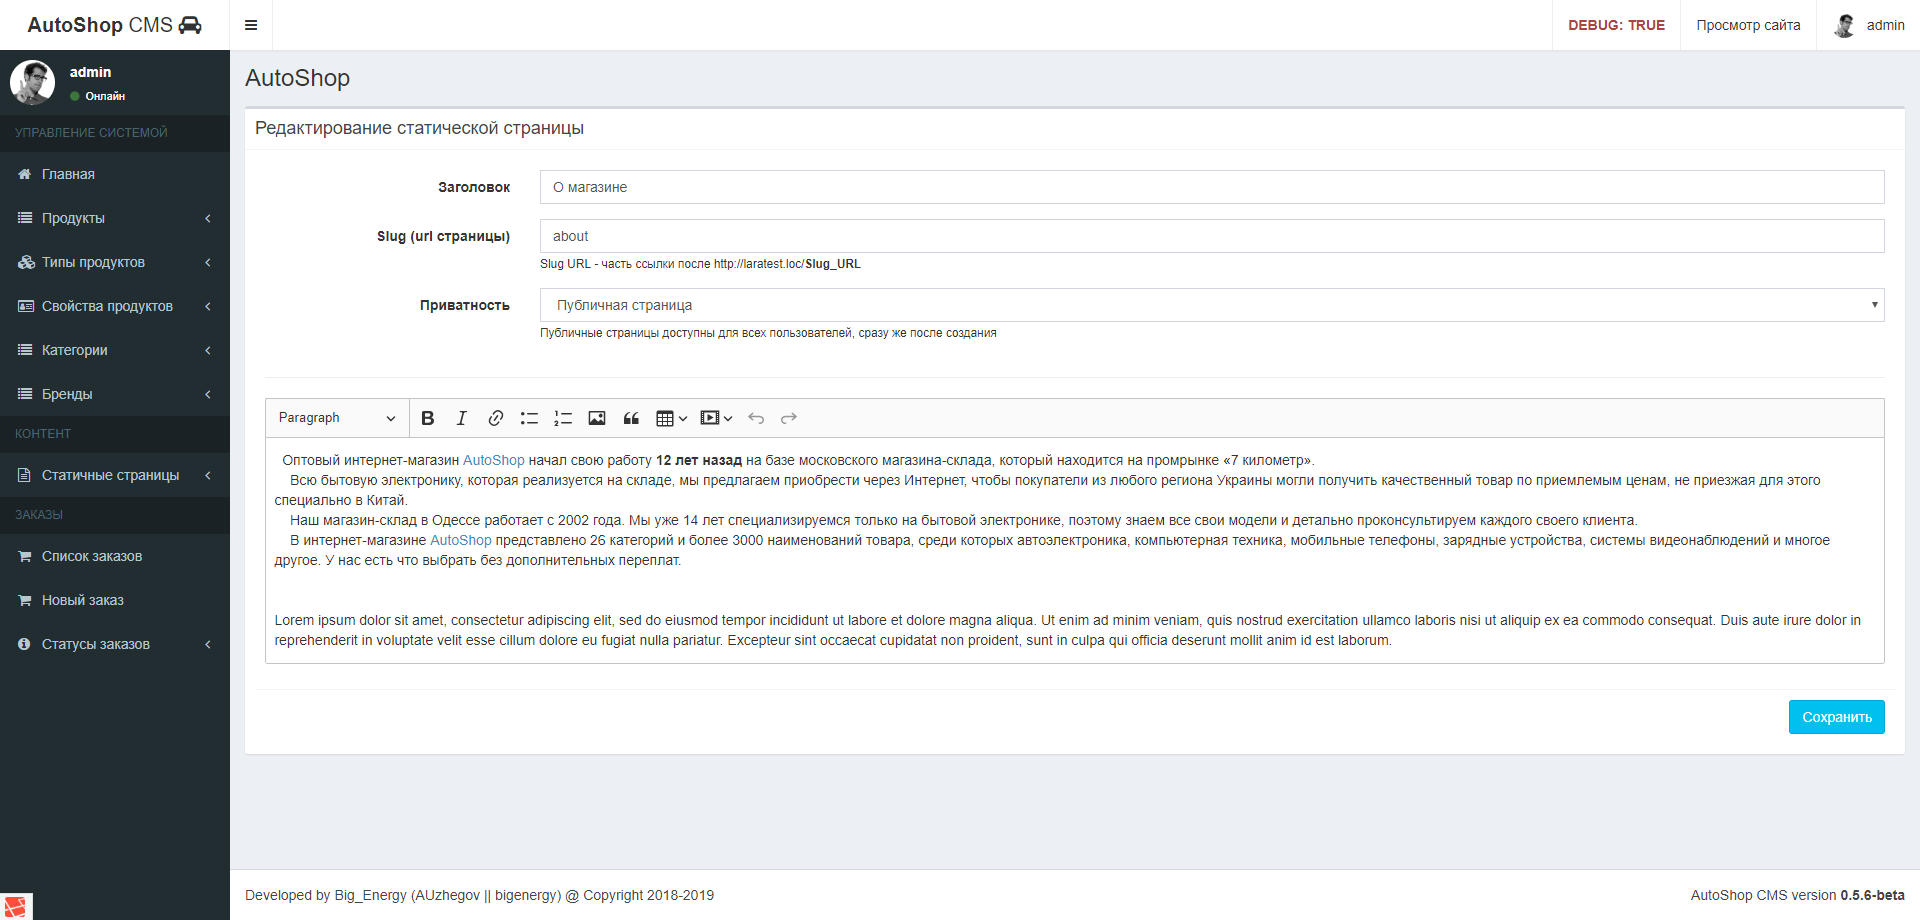 AutoShop CMS
DEBUG: TRUE
Просмотр сайта
admin
admin
Онлайн
УПРАВЛЕНИЕ СИСТЕМОЙ
Главная
Продукты
Типы продуктов
Свойства продуктов
Категории
Бренды
КОНТЕНТ
Статичные страницы
ЗАКАЗЫ
Список заказов
Новый заказ
Статусы заказов
AutoShop
Редактирование статической страницы
Заголовок
О магазине
Slug (url страницы)
about
Slug URL - часть ссылки после http://laratest.loc/Slug_URL
Приватность
Публичная страница
Публичные страницы доступны для всех пользователей, сразу же после создания
Paragraph
Оптовый интернет-магазин AutoShop начал свою работу 12 лет назад на базе московского магазина-склада, который находится на промрынке «7 километр».
Всю бытовую электронику, которая реализуется на складе, мы предлагаем приобрести через Интернет, чтобы покупатели из любого региона Украины могли получить качественный товар по приемлемым ценам, не приезжая для этого
специально в Китай.
Наш магазин-склад в Одессе работает с 2002 года. Мы уже 14 лет специализируемся только на бытовой электронике, поэтому знаем все свои модели и детально проконсультируем каждого своего клиента.
В интернет-магазине AutoShop представлено 26 категорий и более 3000 наименований товара, среди которых автоэлектроника, компьютерная техника, мобильные телефоны, зарядные устройства, системы видеонаблюдений и многое
другое. У нас есть что выбрать без дополнительных переплат.
Lorem ipsum dolor sit amet, consectetur adipiscing elit, sed do eiusmod tempor incididunt ut labore et dolore magna aliqua. Ut enim ad minim veniam, quis nostrud exercitation ullamco laboris nisi ut aliquip ex ea commodo consequat. Duis aute irure dolor in
reprehenderit in voluptate velit esse cillum dolore eu fugiat nulla pariatur. Excepteur sint occaecat cupidatat non proident, sunt in culpa qui officia deserunt mollit anim id est laborum.
Сохранить
Developed by Big_Energy (AUzhegov || bigenergy) @ Copyright 2018-2019
AutoShop CMS version 0.5.6-beta